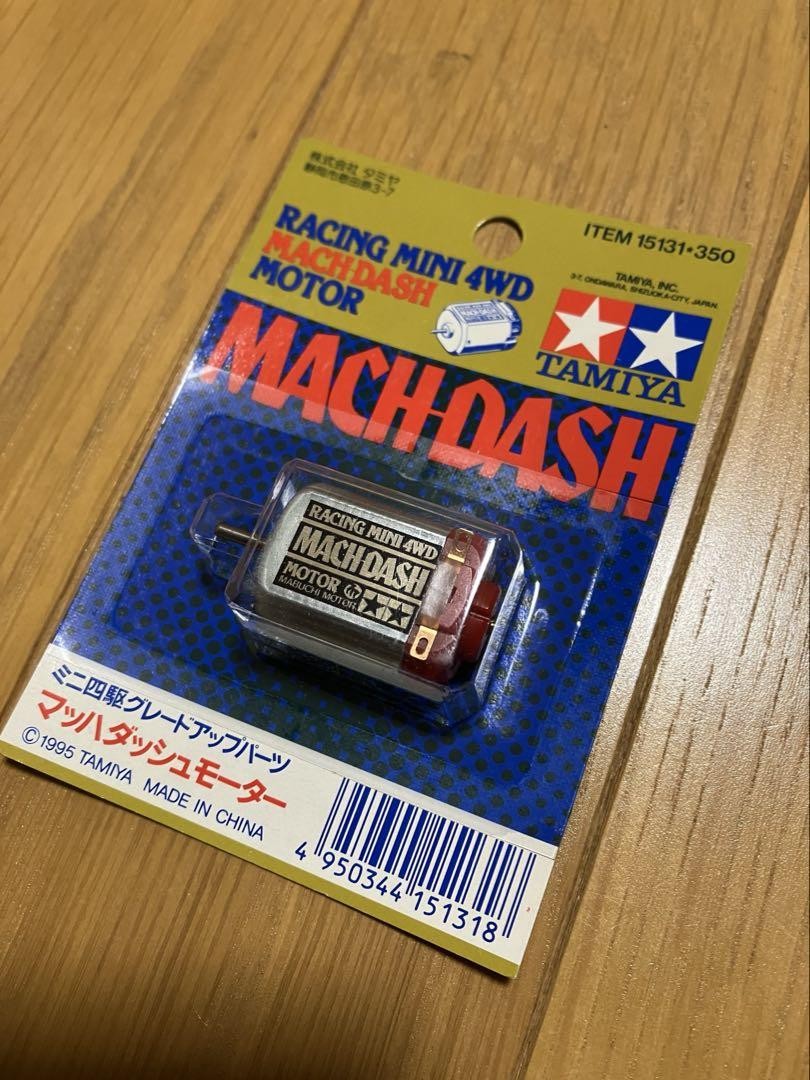 株式会社 タミヤ
静岡市恩田原3-7
ITEM 15131•350
RACING MINI 4WD
MACH-DASH
MOTOR
TAMIYA, INC.
3-7, ONDAWARA, SHIZUOKA-CITY, JAPAN.
TAMIYA
MACH-DASH
RACING MINI 4WD
MACH-DASH
MOTOR
MABUCHI MOTOR
ミニ四駆グレードアップパーツ
マッハダッシュモーター
©1995 TAMIYA MADE IN CHINA
4 950344 151318